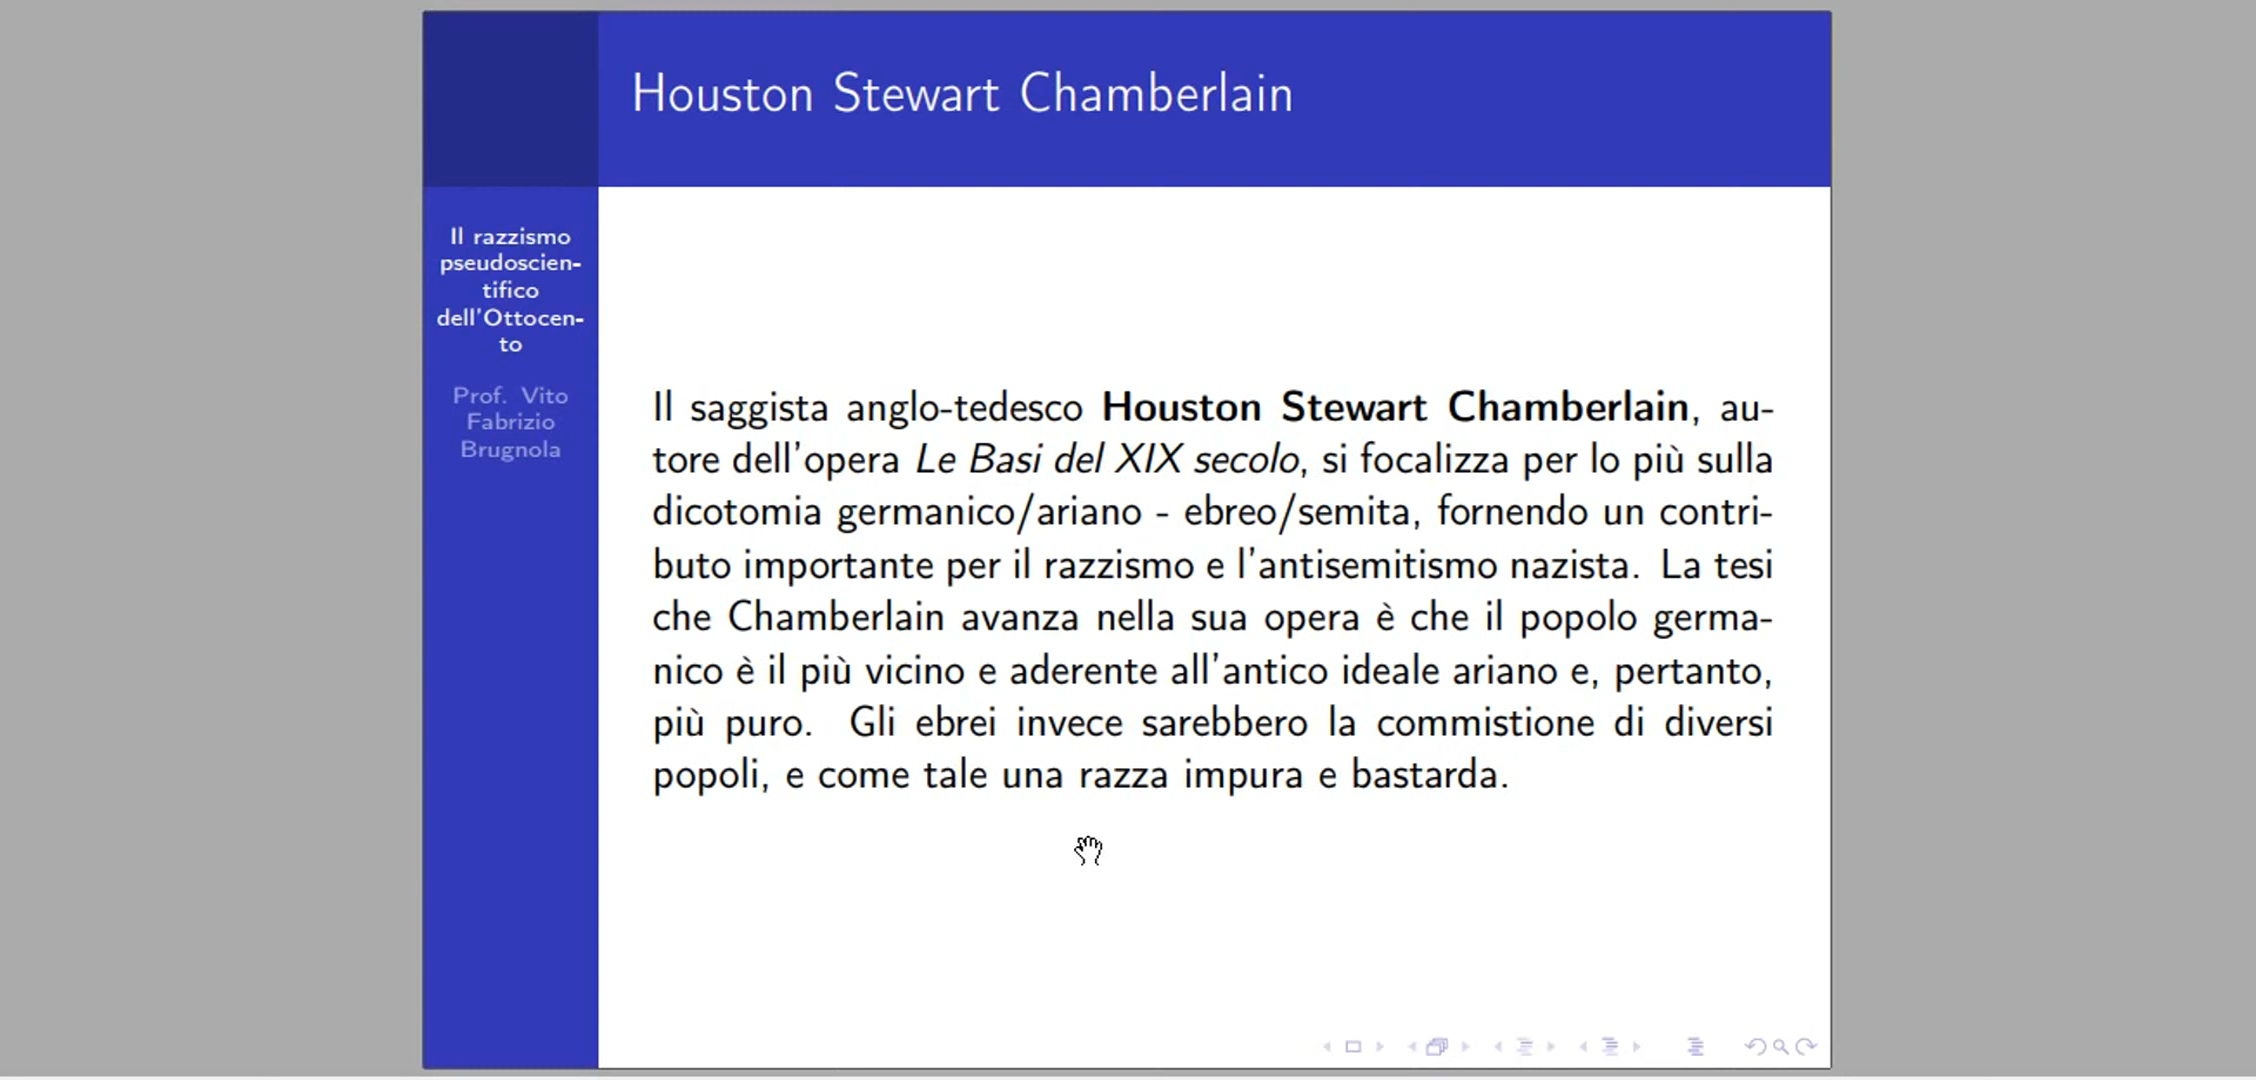 Houston Stewart Chamberlain
Il razzismo
pseudoscien-
tifico
dell'Ottocen-
to
Prof. Vito
Fabrizio
Brugnola
Il saggista anglo-tedesco Houston Stewart Chamberlain, au-
tore dell'opera Le Basi del XIX secolo, si focalizza per lo più sulla
dicotomia germanico/ariano - ebreo/semita, fornendo un contri-
buto importante per il razzismo e l'antisemitismo nazista. La tesi
che Chamberlain avanza nella sua opera è che il popolo germa-
nico è il più vicino e aderente all'antico ideale ariano e, pertanto,
più puro. Gli ebrei invece sarebbero la commistione di diversi
popoli, e come tale una razza impura e bastarda.